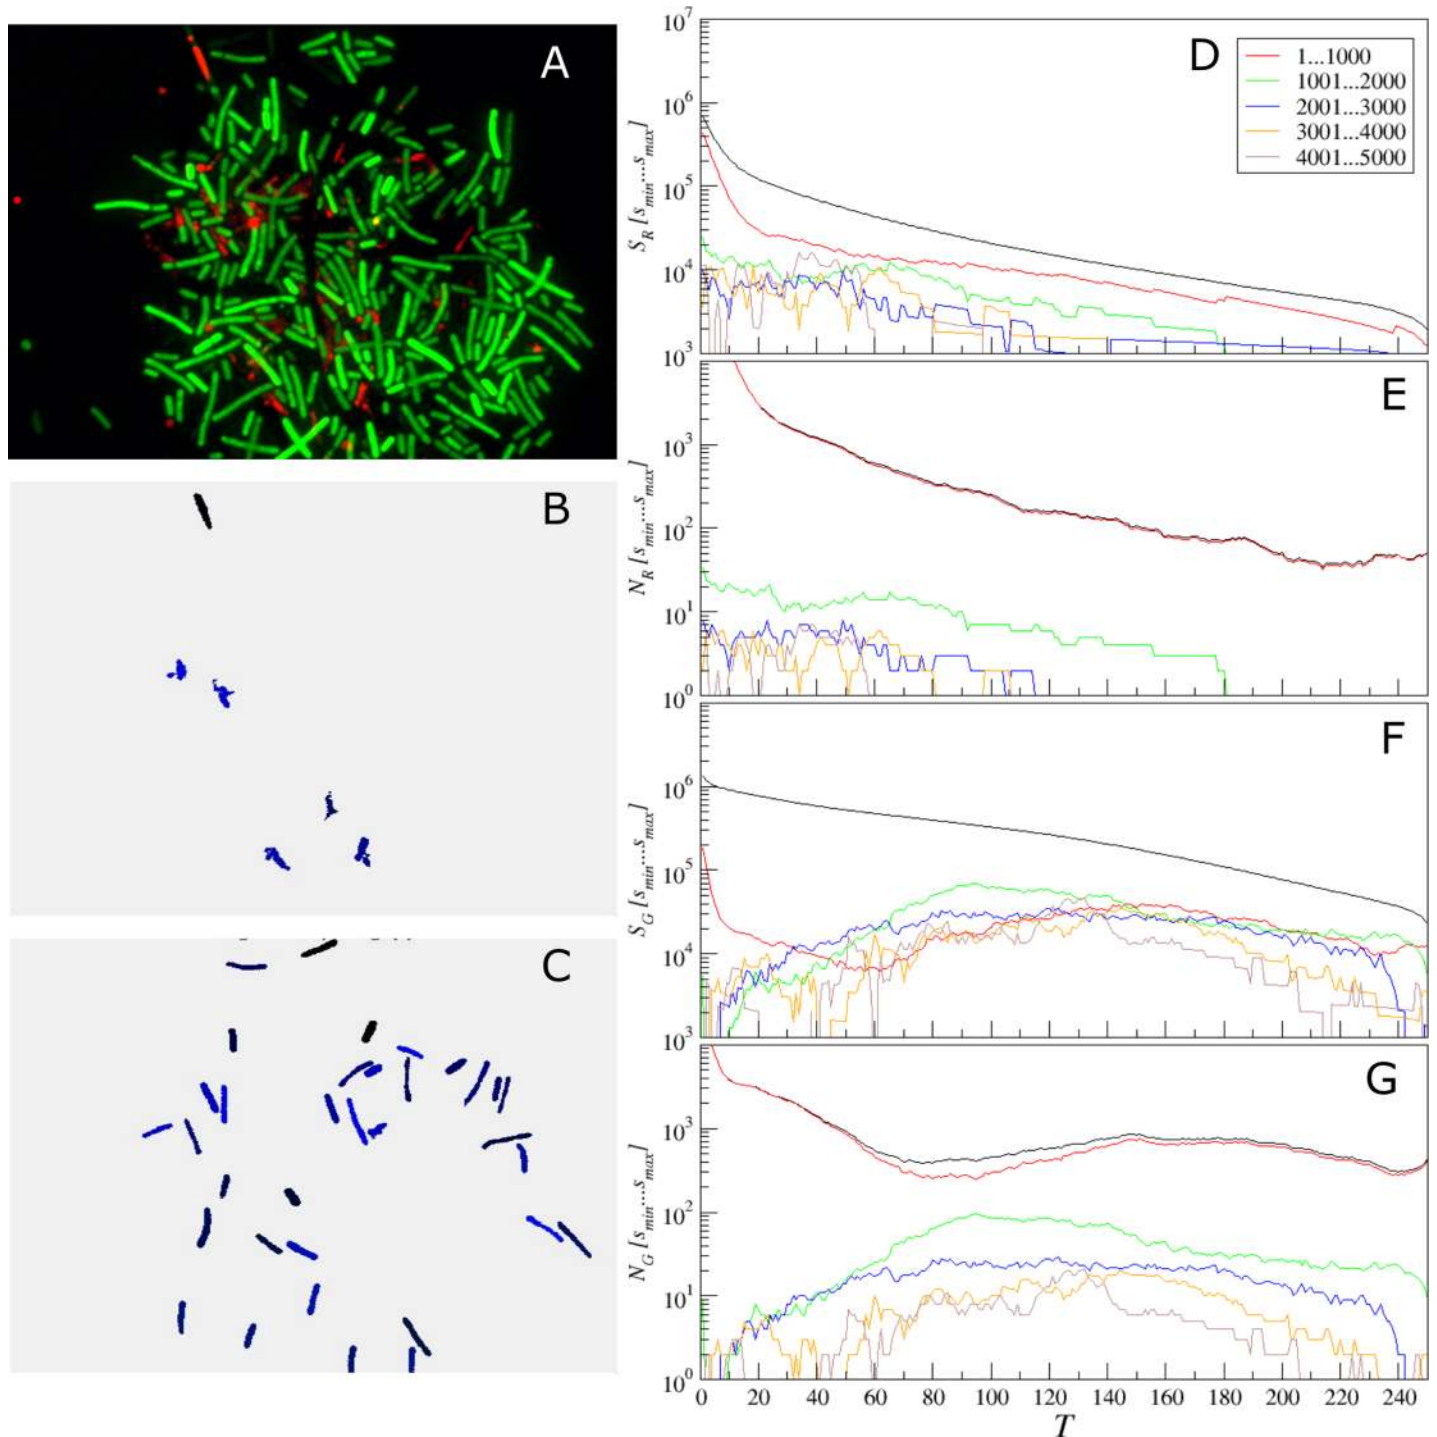 A
B
C
D
1...1000
1001...2000
2001...3000
3001...4000
4001...5000
10^7
10^6
10^5
10^4
10^3
S_R [s_min...s_max]
E
10^3
10^2
10^1
10^0
N_R [s_min...s_max]
F
10^6
10^5
10^4
10^3
S_G [s_min...s_max]
G
10^3
10^2
10^1
10^0
N_G [s_min...s_max]
0 20 40 60 80 100 120 140 160 180 200 220 240
T